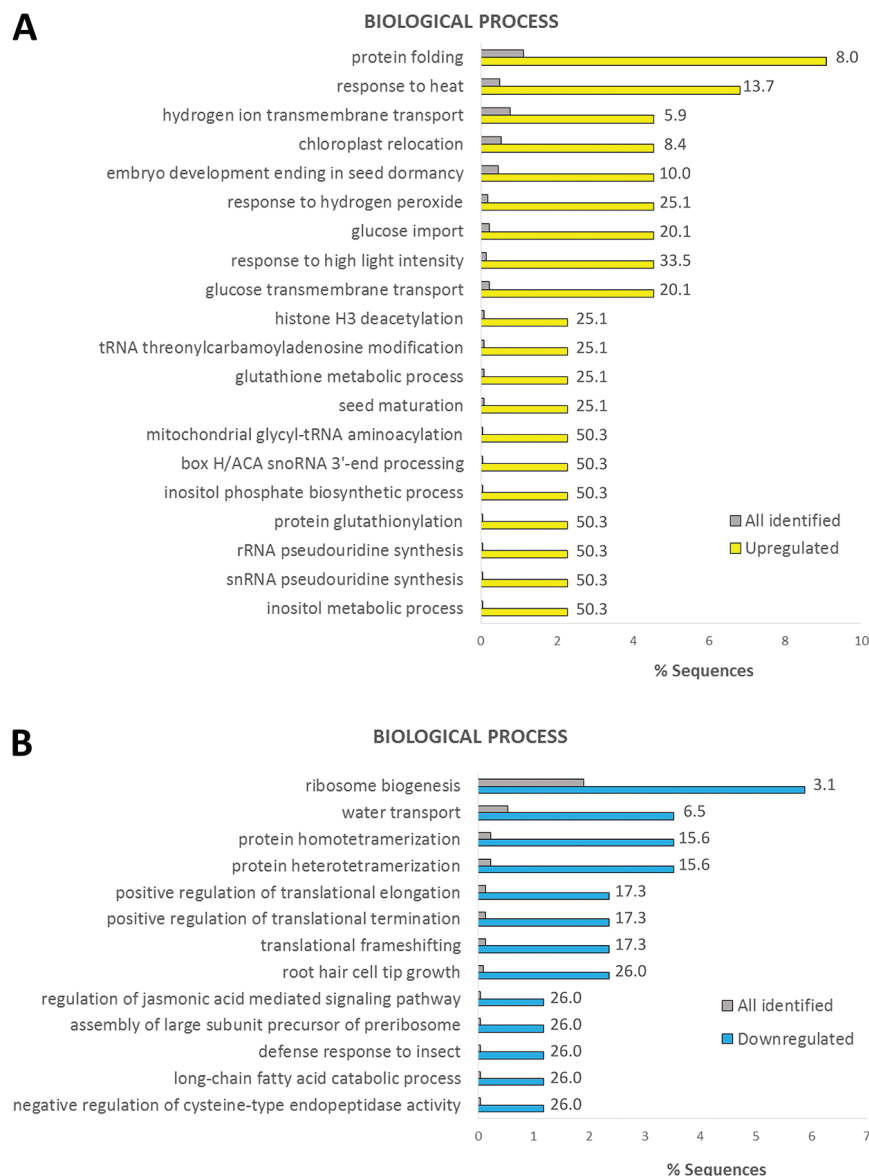 A
BIOLOGICAL PROCESS
protein folding 8.0
response to heat 13.7
hydrogen ion transmembrane transport 5.9
chloroplast relocation 8.4
embryo development ending in seed dormancy 10.0
response to hydrogen peroxide 25.1
glucose import 20.1
response to high light intensity 33.5
glucose transmembrane transport 20.1
histone H3 deacetylation 25.1
tRNA threonylcarbamoyladenosine modification 25.1
glutathione metabolic process 25.1
seed maturation 25.1
mitochondrial glycyl-tRNA aminoacylation 50.3
box H/ACA snoRNA 3'-end processing 50.3
inositol phosphate biosynthetic process 50.3
protein glutathionylation 50.3
rRNA pseudouridine synthesis 50.3
snRNA pseudouridine synthesis 50.3
inositol metabolic process 50.3
All identified
Upregulated
0 2 4 6 8 10
% Sequences
B
BIOLOGICAL PROCESS
ribosome biogenesis 3.1
water transport 6.5
protein homotetramerization 15.6
protein heterotetramerization 15.6
positive regulation of translational elongation 17.3
positive regulation of translational termination 17.3
translational frameshifting 17.3
root hair cell tip growth 26.0
regulation of jasmonic acid mediated signaling pathway 26.0
assembly of large subunit precursor of preribosome 26.0
defense response to insect 26.0
long-chain fatty acid catabolic process 26.0
negative regulation of cysteine-type endopeptidase activity 26.0
All identified
Downregulated
0 1 2 3 4 5 6 7
% Sequences